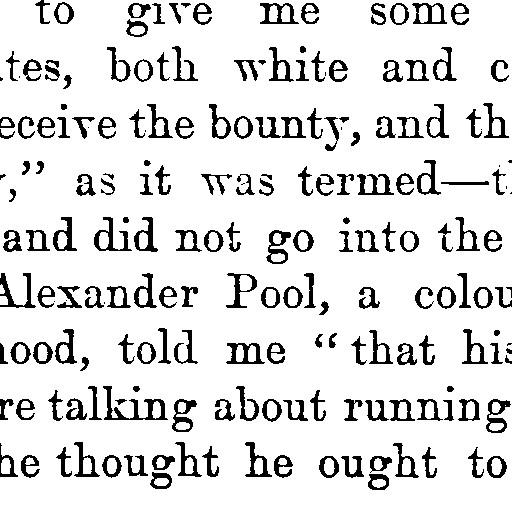 to give me some
tes, both white and c
eceive the bounty, and th
," as it was termed—t
and did not go into the
Alexander Pool, a colou
ood, told me “ that his
re talking about running
he thought he ought to